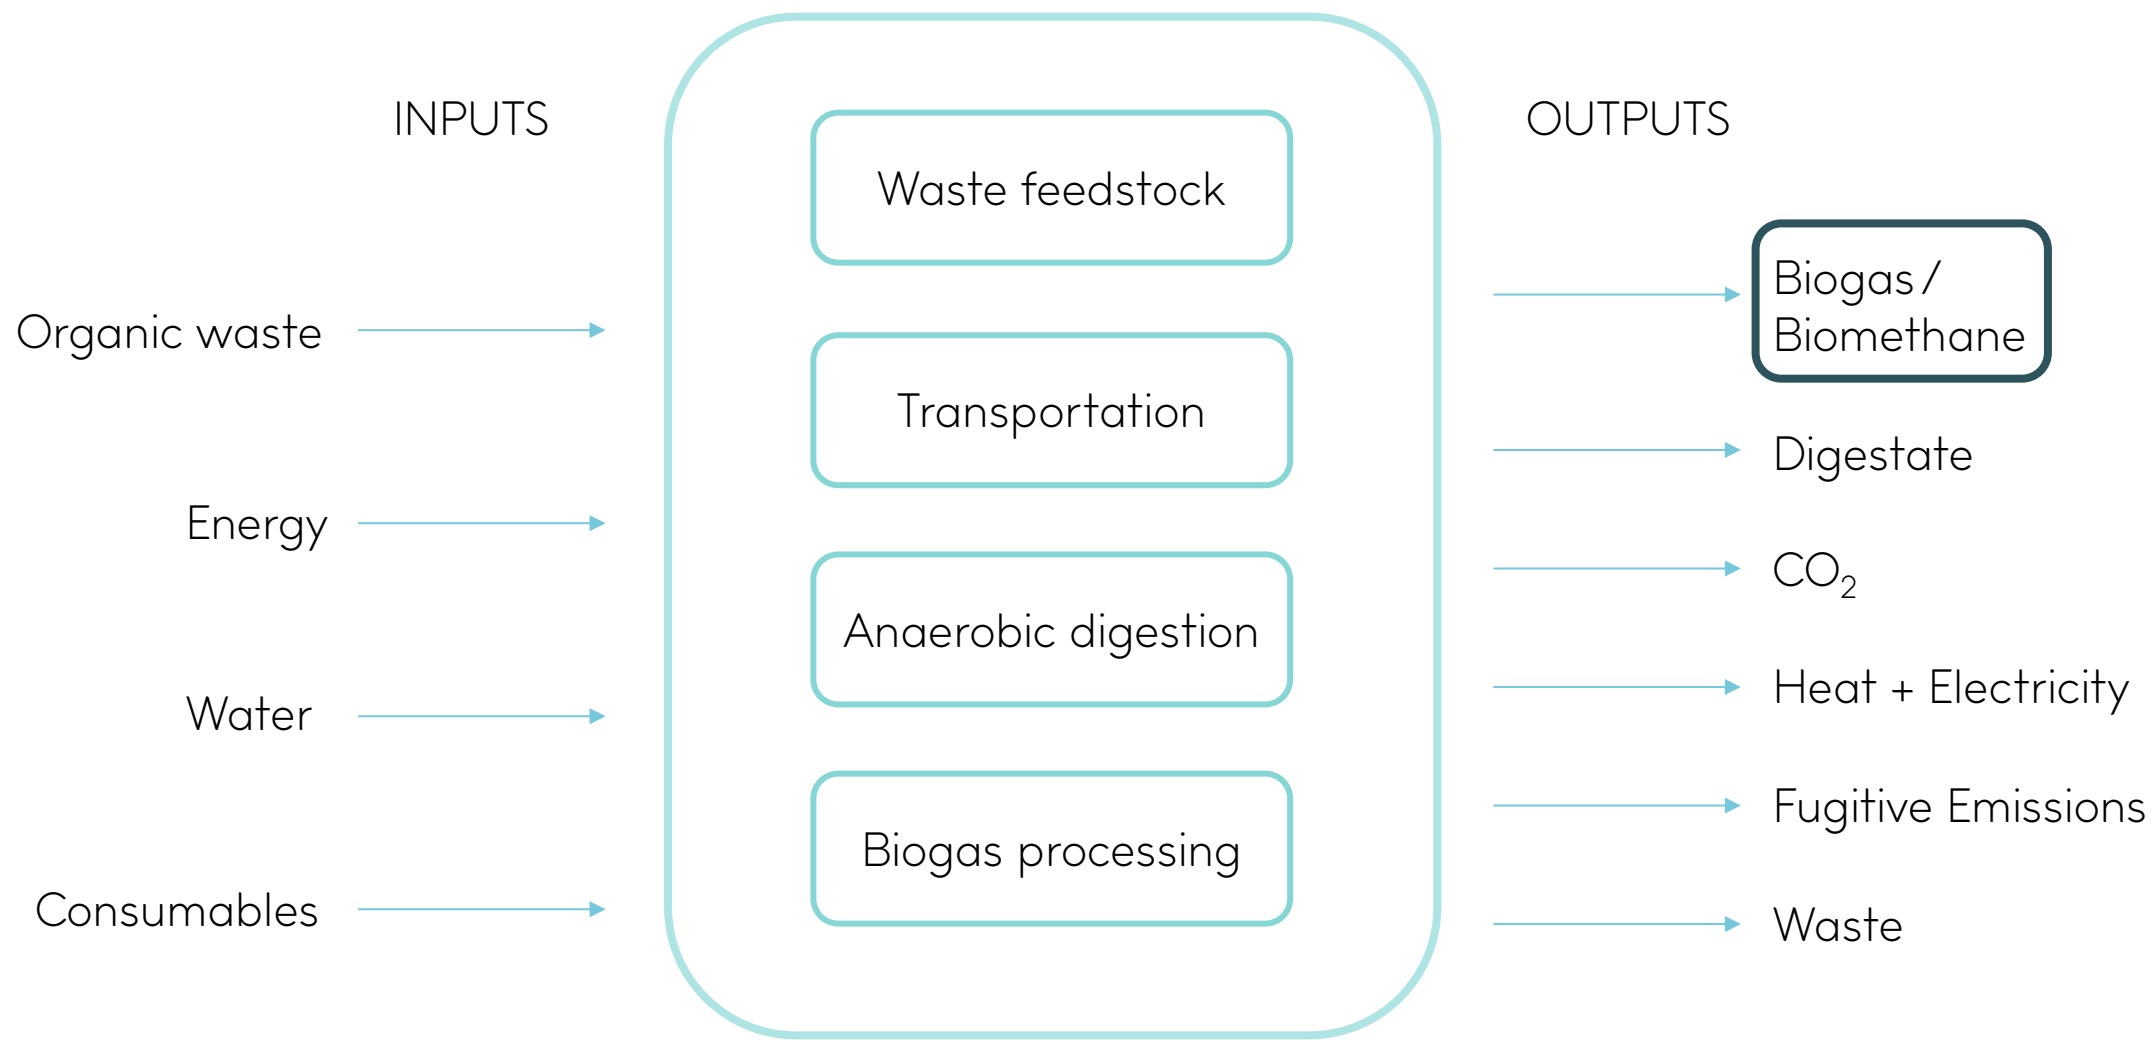 INPUTS
Organic waste
Energy
Water
Consumables
Waste feedstock
Transportation
Anaerobic digestion
Biogas processing
OUTPUTS
Biogas /
Biomethane
Digestate
CO₂
Heat + Electricity
Fugitive Emissions
Waste